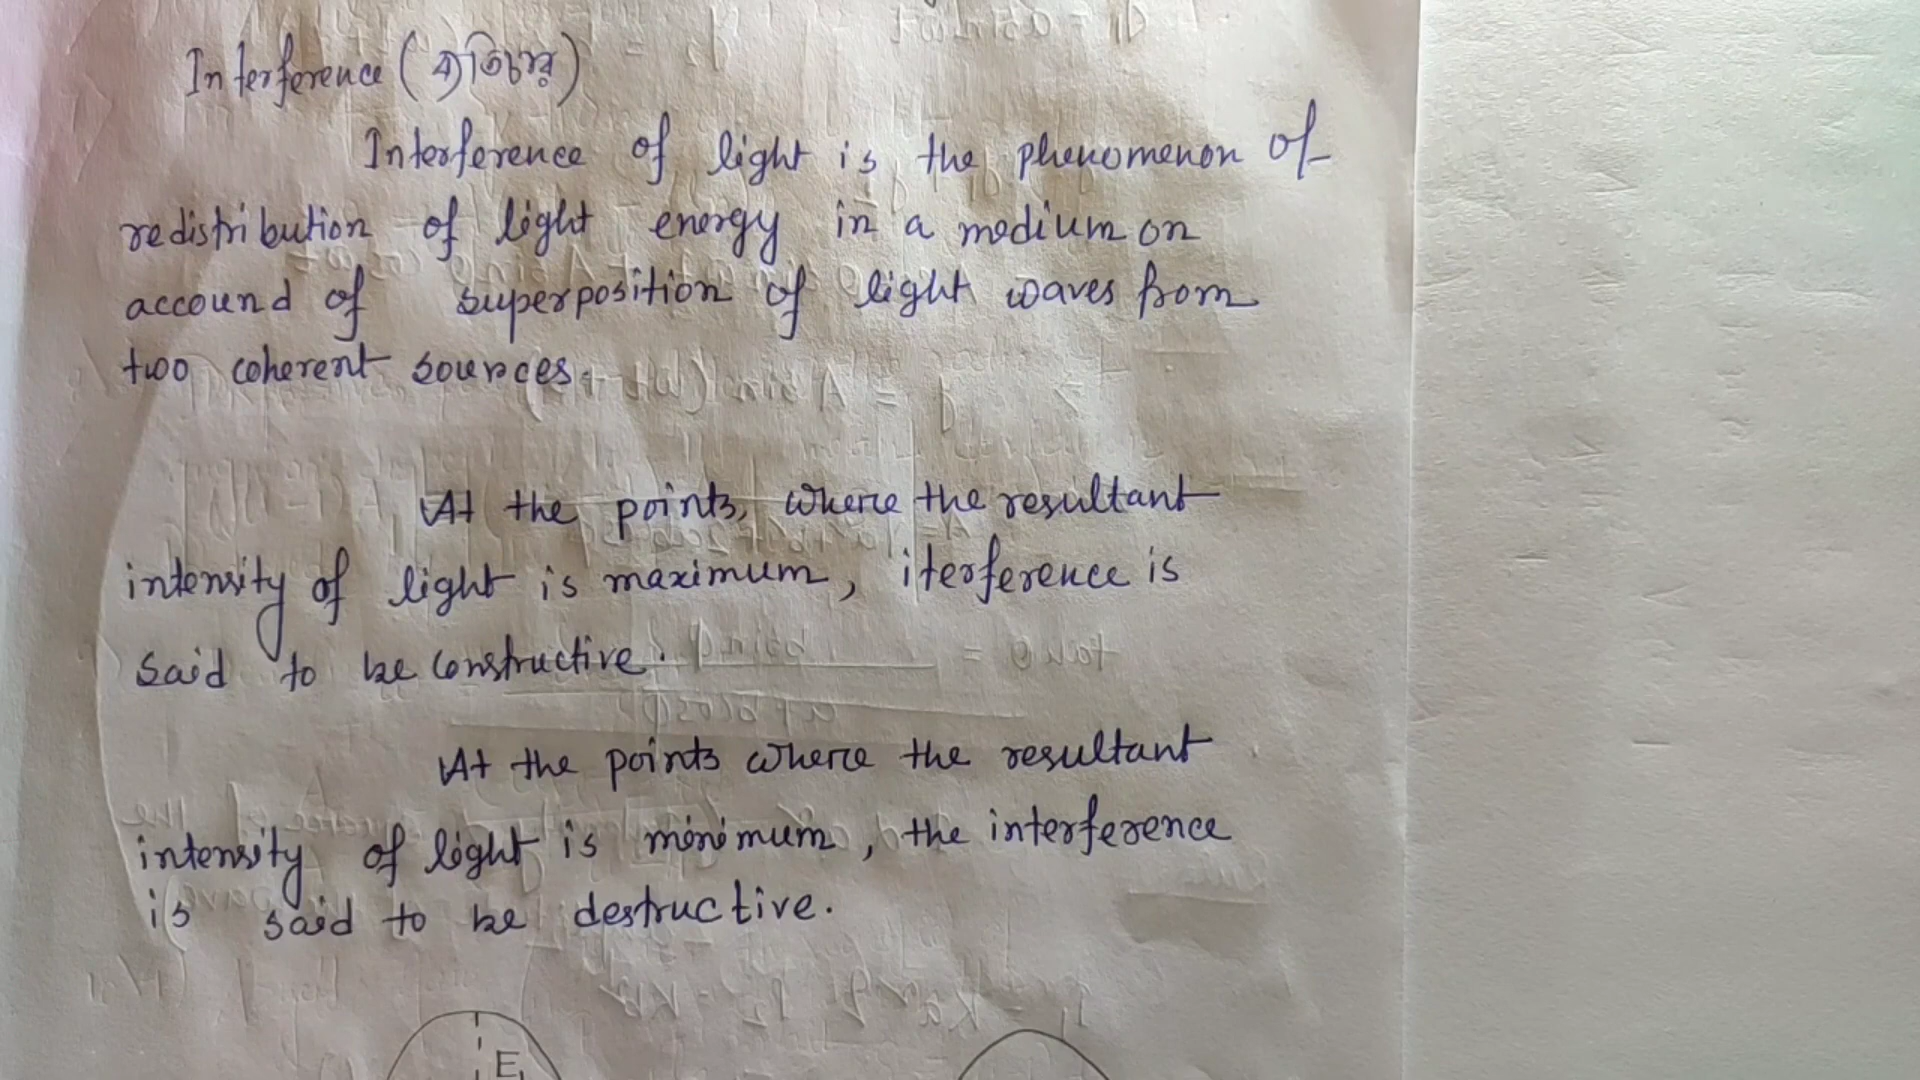 Interference (
Interference of light is the phenomenon of
redistribution of light energy in a medium on
accound of superposition of light waves from
two coherent sources.
At the points, where the resultant
intensity of light is maximum, iterference is
said to be constructive.
At the points where the resultant
intensity of light is minimum, the interference
is said to be destructive.
E